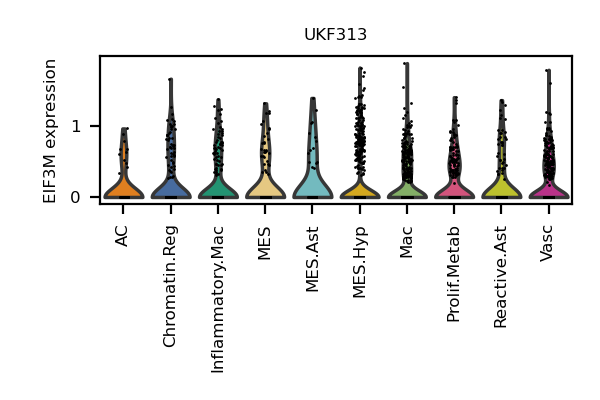 UKF313
EIF3M expression
1
0
AC
Chromatin.Reg
Inflammatory.Mac
MES
MES.Ast
MES.Hyp
Mac
Prolif.Metab
Reactive.Ast
Vasc